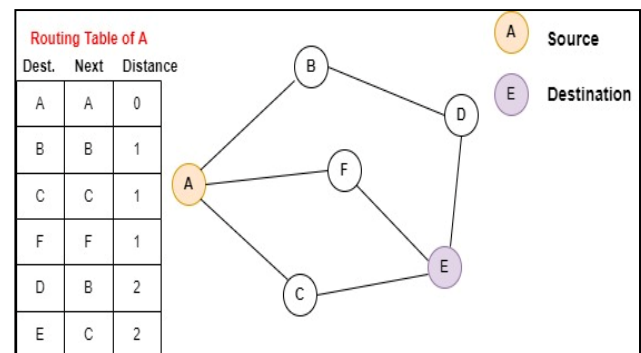 Routing Table of A
Dest. Next Distance
A A 0
B B 1
C C 1
F F 1
D B 2
E C 2
A
B
F
C
D
E
A Source
E Destination